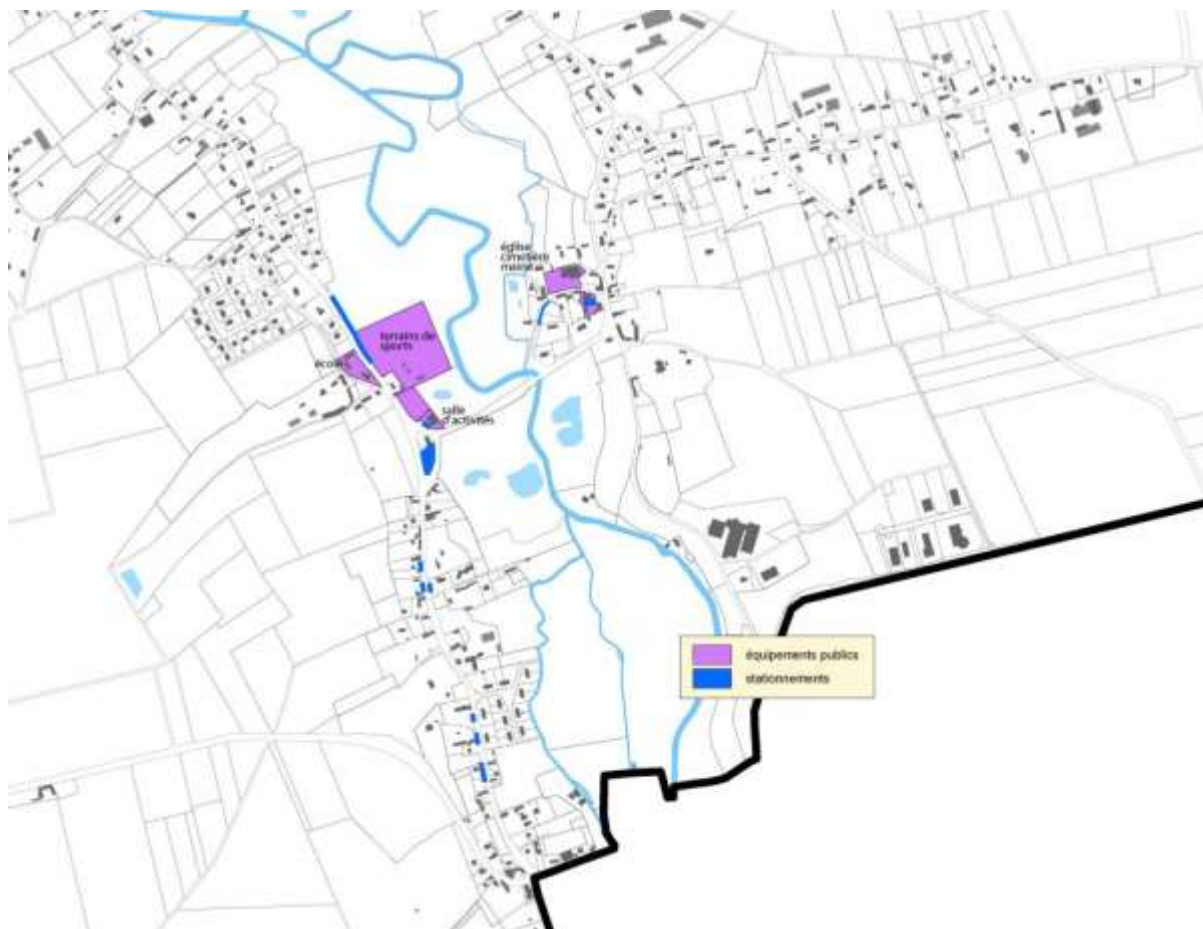 église
cimetière
mairie
terrains de
sports
école
salle
d'activités
équipements publics
stationnements